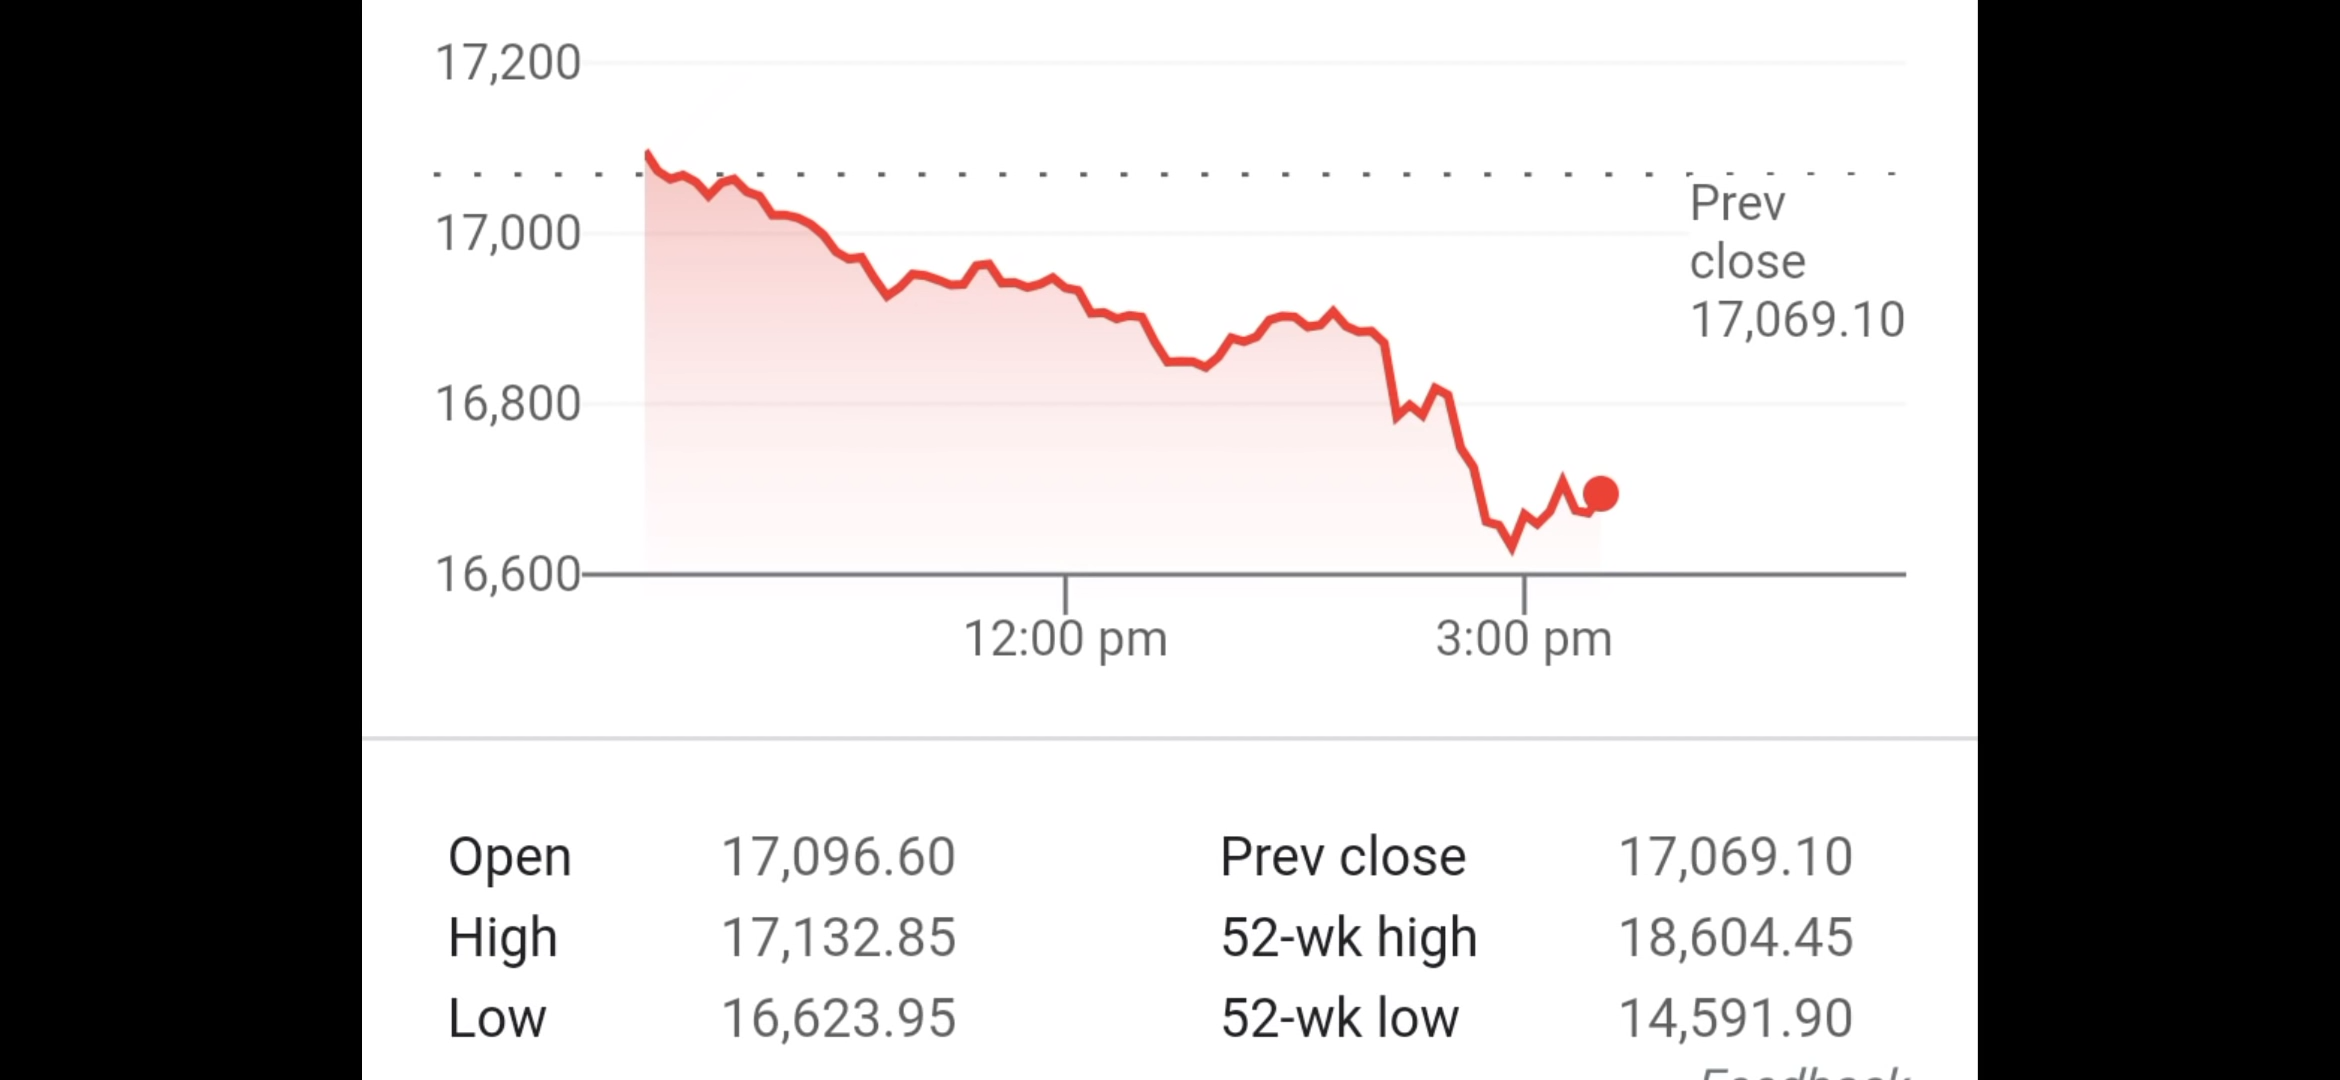 17,200
17,000
16,800
16,600
Prev
close
17,069.10
12:00 pm
3:00 pm
Open 17,096.60 Prev close 17,069.10
High 17,132.85 52-wk high 18,604.45
Low 16,623.95 52-wk low 14,591.90